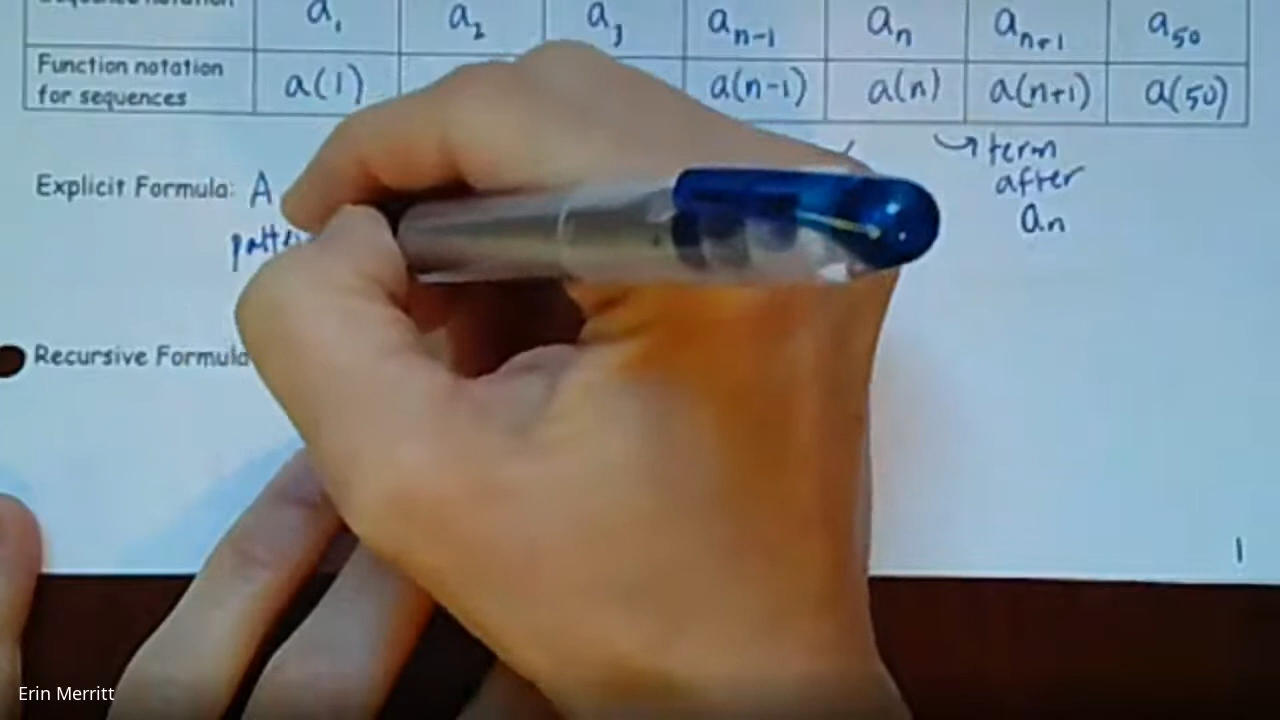 a₁ a₂ a₃ aₙ₋₁ aₙ aₙ₊₁ a₅₀
Function notation for sequences a(1) a(n-1) a(n) a(n+1) a(50)
term
after
aₙ
Explicit Formula: A
Recursive Formula
1
Erin Merritt